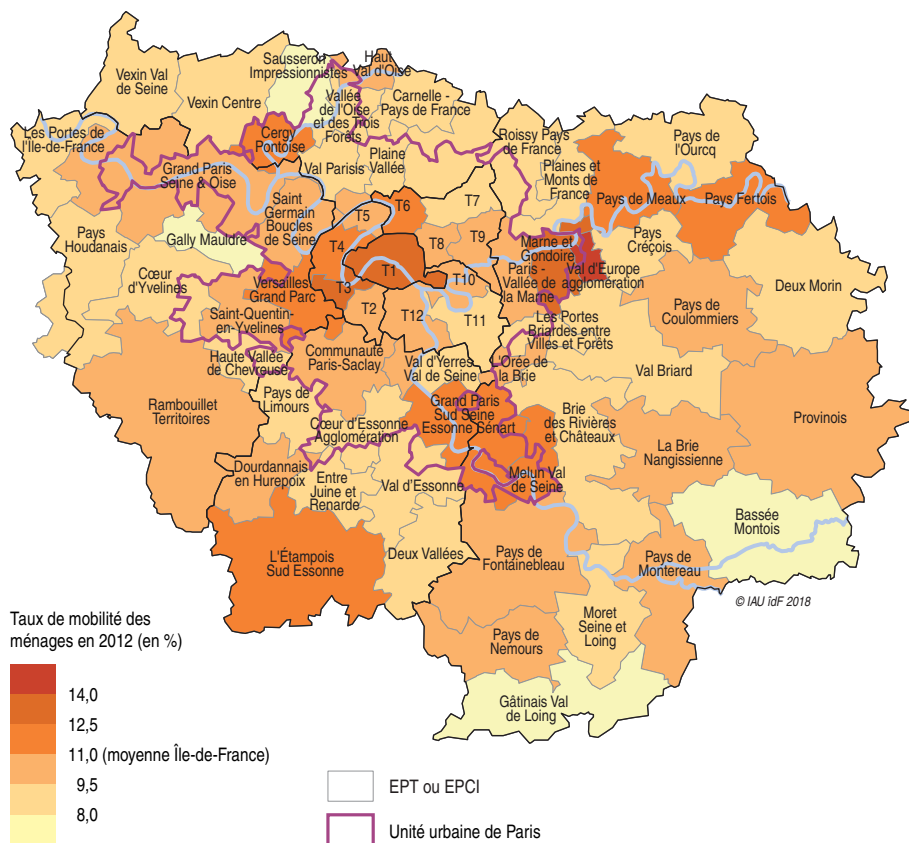 Vexin Val
de Seine
Sausseron
Impressionnistes
Haut
Val d'Oise
Vexin Centre
Vallée
de l'Oise
et des Trois
Forêts
Carnelle -
Pays de France
Les Portes de
l'Ile-de-France
Cergy
Pontoise
Roissy Pays
de France
Pays de
l'Ourcq
Grand Paris
Seine & Oise
Val Parisis
Plaine
Vallée
Plaines et
Monts de
France
Pays de Meaux
Pays Fertois
Saint
Germain
Boucles
de Seine
T5
T6
T7
Pays
Houdanais
Gally Mauldre
T4
T8
T9
Marne et
Gondoire
Pays
Créçois
Cœur
d'Yvelines
Versailles
Grand Parc
T1
T10
Paris -
Vallée de
la Marne
Val d'Europe
agglomération
Deux Morin
T3
Saint-Quentin-
en-Yvelines
T2
T12
T11
Les Portes
Briardes entre
Villes et Forêts
Pays de
Coulommiers
Haute Vallée
de Chevreuse
Communauté
Paris-Saclay
Val d'Yerres
Val de Seine
L'Orée de
la Brie
Val Briard
Rambouillet
Territoires
Pays de
Limours
Grand Paris
Sud Seine
Essonne Sénart
Brie
des Rivières
et Châteaux
Provinois
Cœur d'Essonne
Agglomération
La Brie
Nangissienne
Dourdannais
en Hurepoix
Entre
Juine et
Renarde
Val d'Essonne
Melun Val
de Seine
Bassée
Montois
L'Étampois
Sud Essonne
Deux Vallées
Pays de
Fontainebleau
Pays de
Montereau
© IAU îdF 2018
Moret
Seine et
Loing
Pays de
Nemours
Gâtinais Val
de Loing
Taux de mobilité des
ménages en 2012 (en %)
14,0
12,5
11,0 (moyenne Île-de-France)
9,5
8,0
EPT ou EPCI
Unité urbaine de Paris